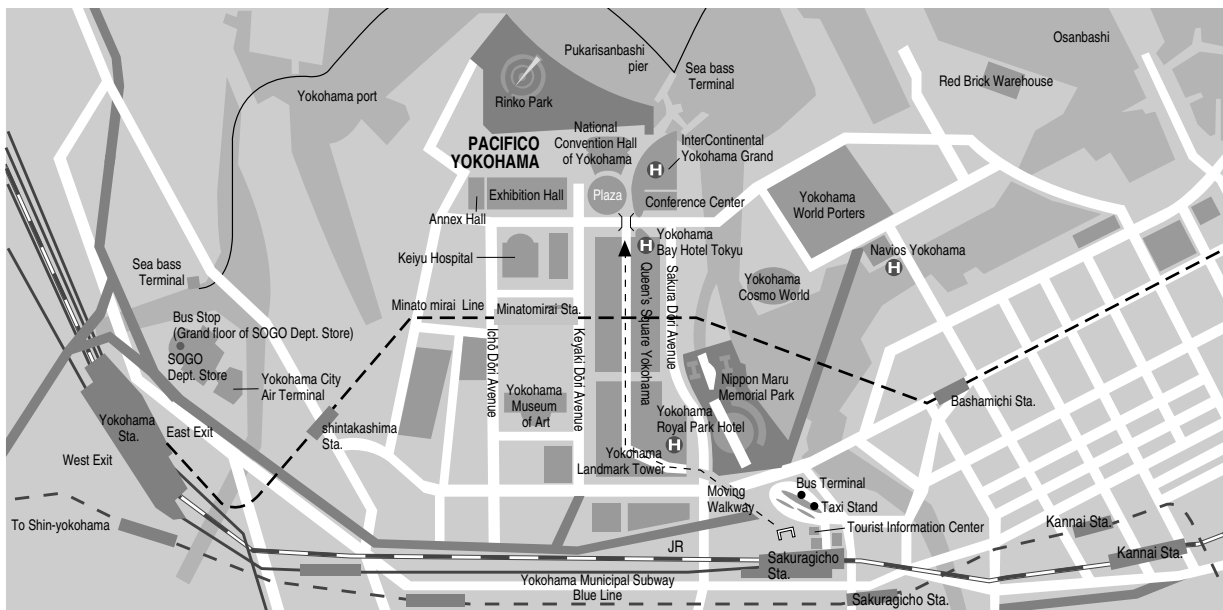 Pukarisanbashi
pier
Osanbashi
Sea bass
Terminal
Red Brick Warehouse
Yokohama port
Rinko Park
National
Convention Hall
of Yokohama
PACIFICO
YOKOHAMA
InterContinental
Yokohama Grand
H
Exhibition Hall
Plaza
Conference Center
Yokohama
World Porters
Annex Hall
Yokohama
Bay Hotel Tokyu
H
Keiyu Hospital
Navios Yokohama
H
Sea bass
Terminal
Queen's Square Yokohama
Sakura Dōri Avenue
Yokohama
Cosmo World
Minato mirai Line
Minatomirai Sta.
Bus Stop
(Grand floor of SOGO Dept. Store)
SOGO
Dept. Store
Ichō Dōri Avenue
Keyaki Dōri Avenue
Yokohama City
Air Terminal
Nippon Maru
Memorial Park
Bashamichi Sta.
Yokohama
Museum
of Art
Yokohama
Royal Park Hotel
H
Yokohama
Sta.
East Exit
shintakashima
Sta.
West Exit
Yokohama
Landmark Tower
Moving
Walkway
Bus Terminal
Taxi Stand
Tourist Information Center
To Shin-yokohama
Kannai Sta.
Kannai Sta.
JR
Sakuragicho
Sta.
Yokohama Municipal Subway
Blue Line
Sakuragicho Sta.